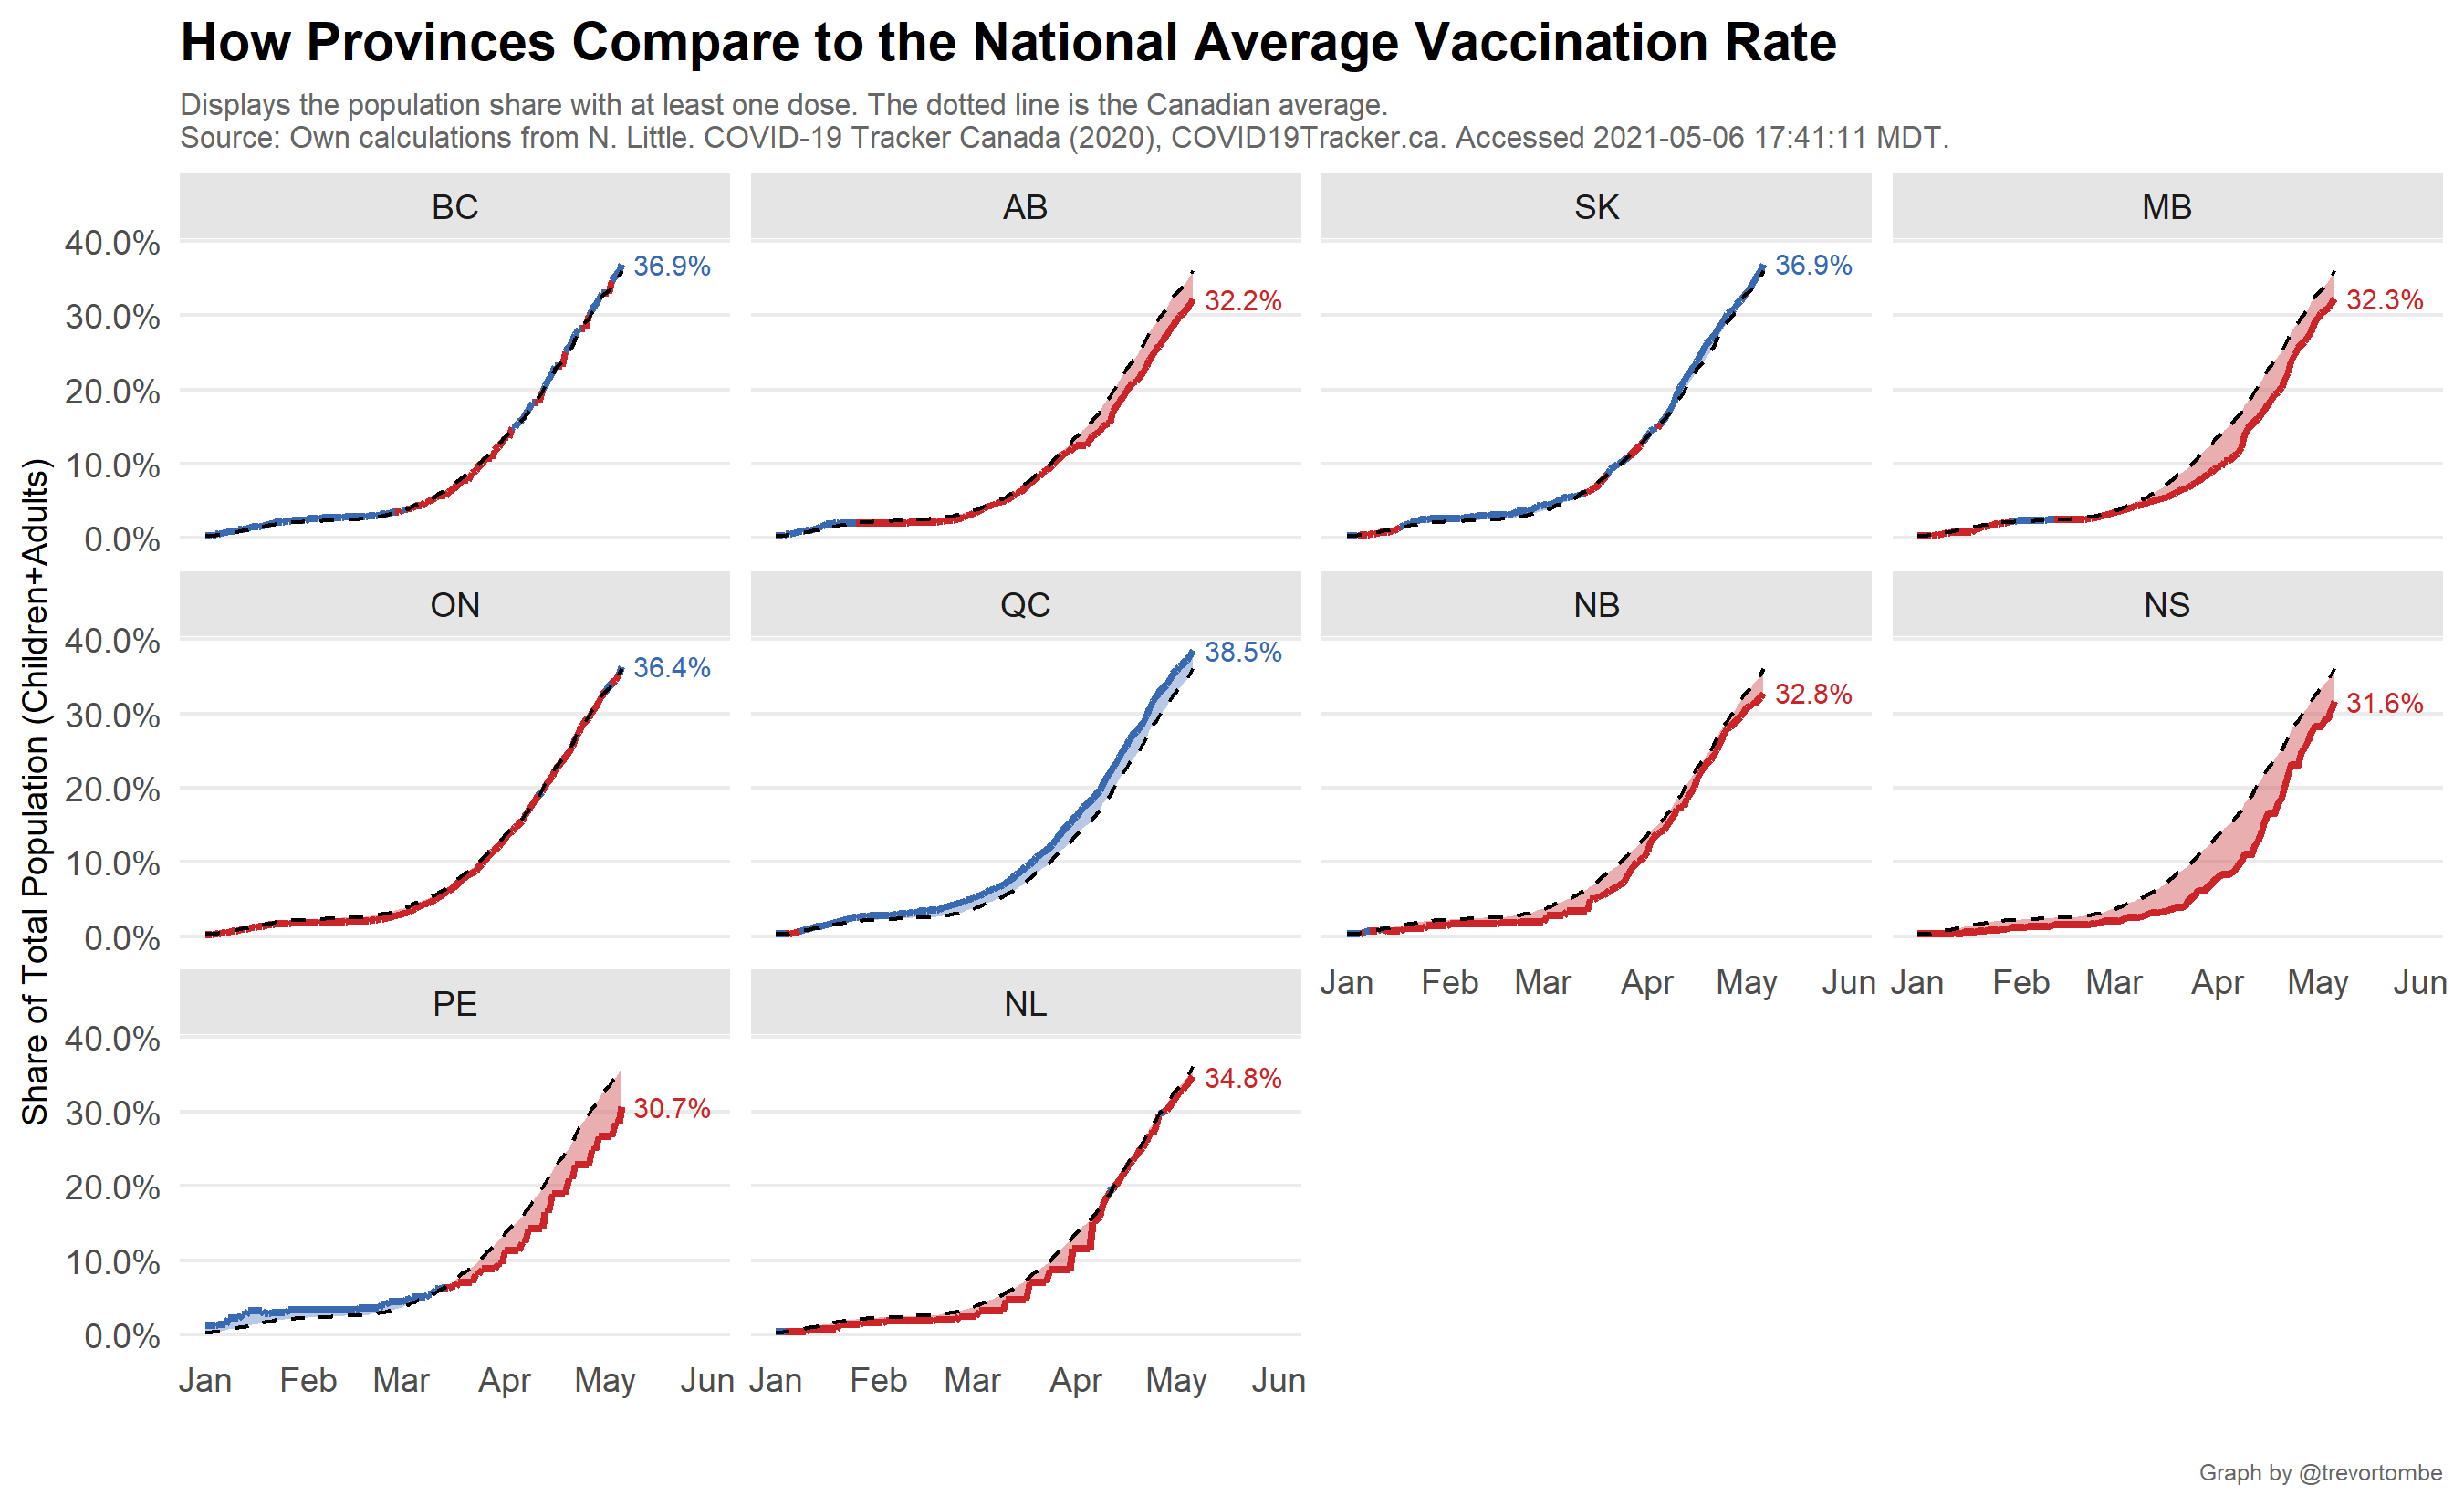 How Provinces Compare to the National Average Vaccination Rate
Displays the population share with at least one dose. The dotted line is the Canadian average.
Source: Own calculations from N. Little. COVID-19 Tracker Canada (2020), COVID19Tracker.ca. Accessed 2021-05-06 17:41:11 MDT.
Share of Total Population (Children+Adults)
BC AB SK MB
40.0%
30.0%
20.0%
10.0%
0.0%
36.9% 32.2% 36.9% 32.3%
ON QC NB NS
40.0%
30.0%
20.0%
10.0%
0.0%
36.4% 38.5% 32.8% 31.6%
Jan Feb Mar Apr May Jun Jan Feb Mar Apr May Jun
PE NL
40.0%
30.0%
20.0%
10.0%
0.0%
30.7% 34.8%
Jan Feb Mar Apr May Jun Jan Feb Mar Apr May Jun
Graph by @trevortombe